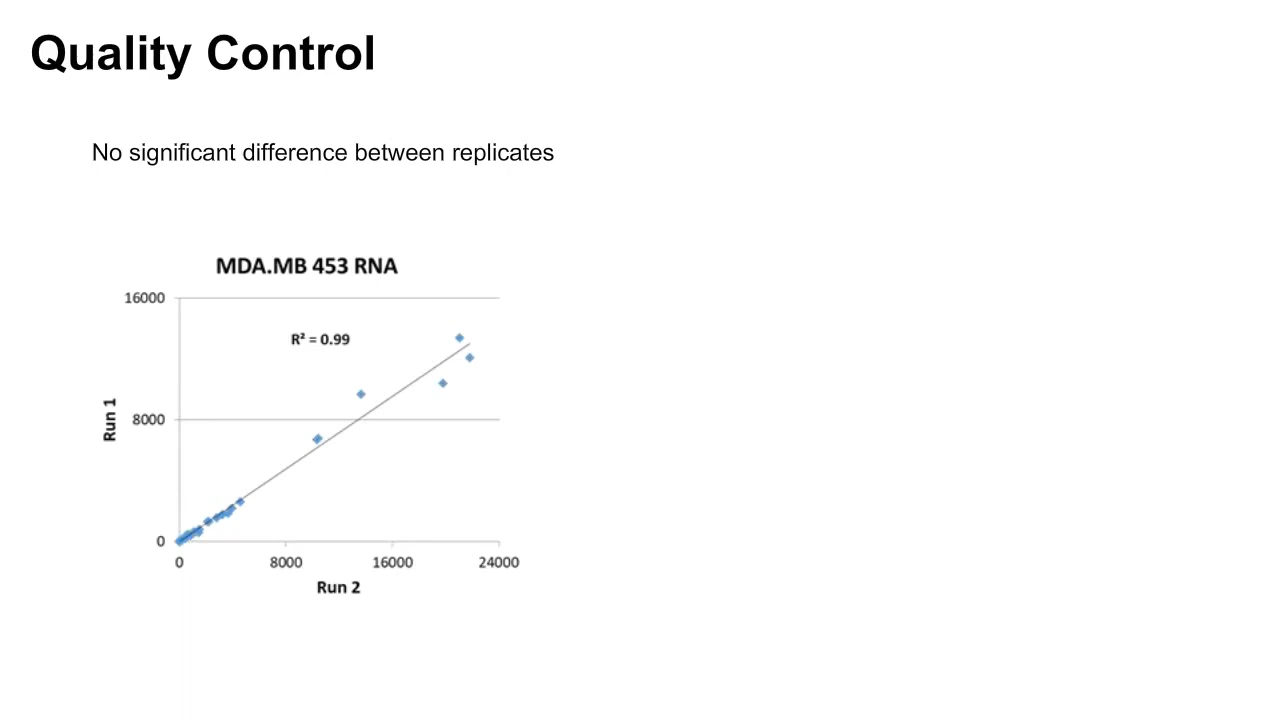 Quality Control
No significant difference between replicates
MDA.MB 453 RNA
16000
R² = 0.99
Run 1
8000
0
0 8000 16000 24000
Run 2